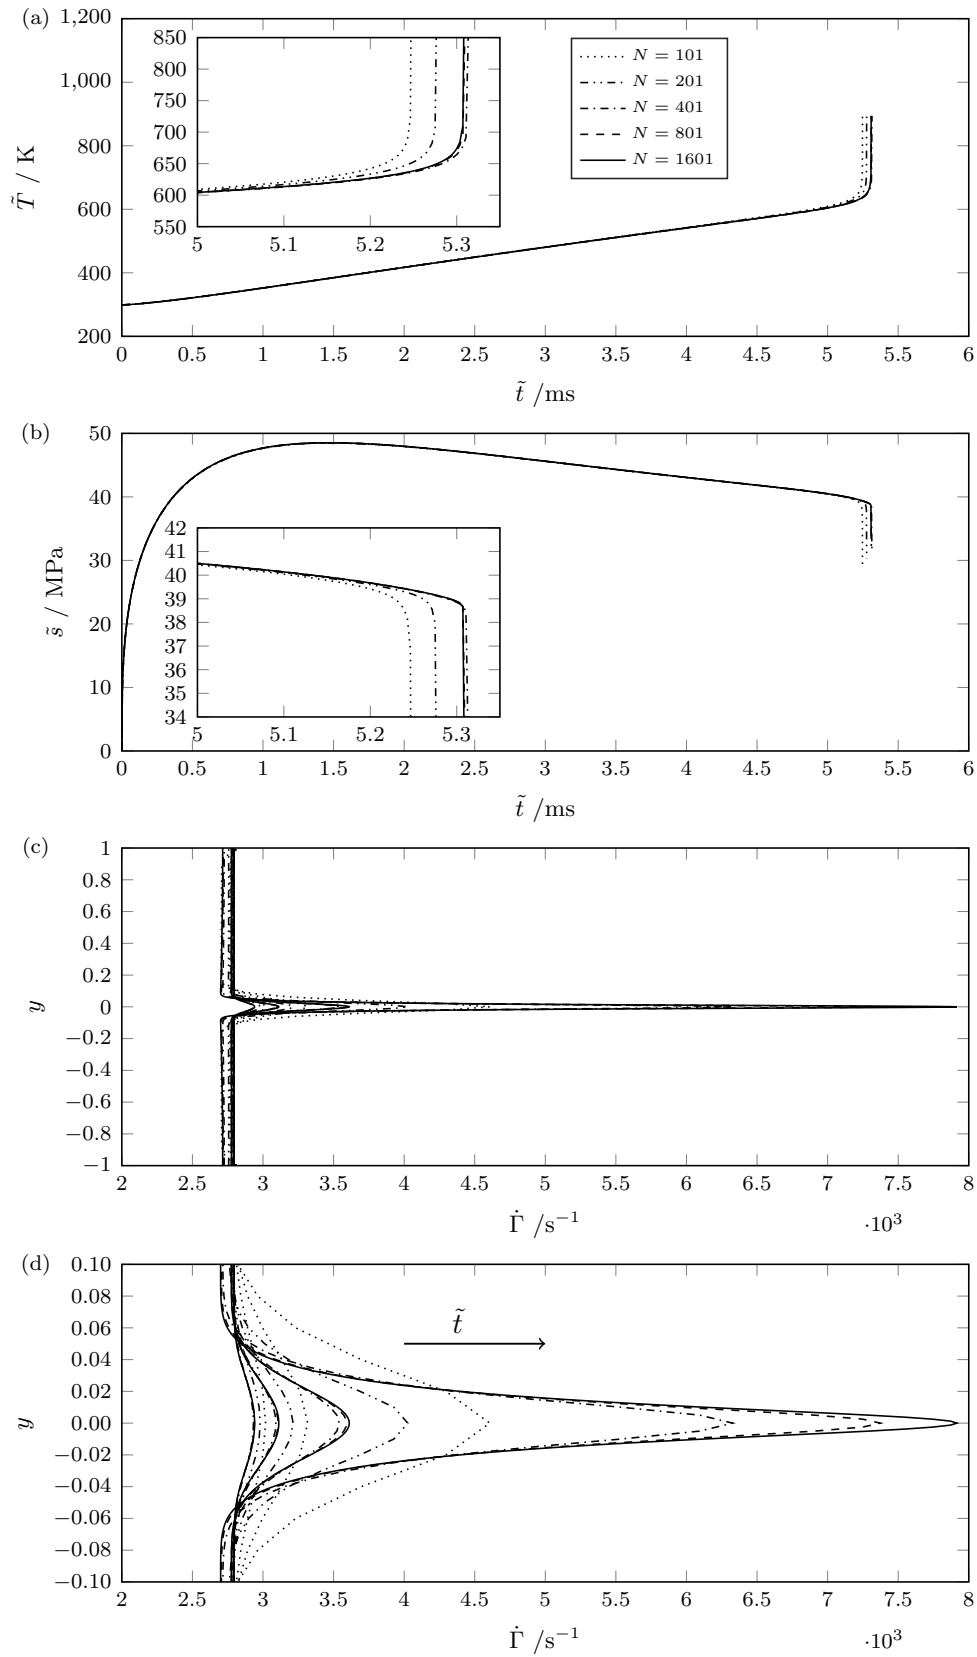 (a)
1,200
1,000
800
600
400
200
T̃ / K
850
800
750
700
650
600
550
5 5.1 5.2 5.3
N = 101
N = 201
N = 401
N = 801
N = 1601
0 0.5 1 1.5 2 2.5 3 3.5 4 4.5 5 5.5 6
t̃ /ms
(b)
50
40
30
20
10
0
s̃ / MPa
42
41
40
39
38
37
36
35
34
5 5.1 5.2 5.3
0 0.5 1 1.5 2 2.5 3 3.5 4 4.5 5 5.5 6
t̃ /ms
(c)
1
0.8
0.6
0.4
0.2
0
−0.2
−0.4
−0.6
−0.8
−1
y
2 2.5 3 3.5 4 4.5 5 5.5 6 6.5 7 7.5 8
Γ̇ /s⁻¹
·10³
(d)
0.10
0.08
0.06
0.04
0.02
0.00
−0.02
−0.04
−0.06
−0.08
−0.10
y
t̃
2 2.5 3 3.5 4 4.5 5 5.5 6 6.5 7 7.5 8
Γ̇ /s⁻¹
·10³